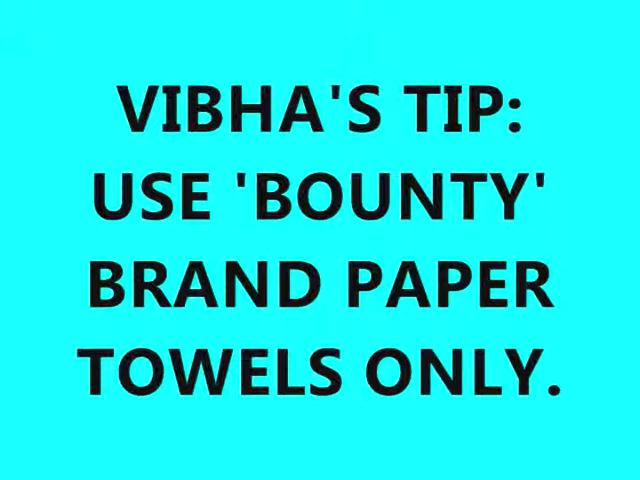 VIBHA'S TIP:
USE 'BOUNTY'
BRAND PAPER
TOWELS ONLY.